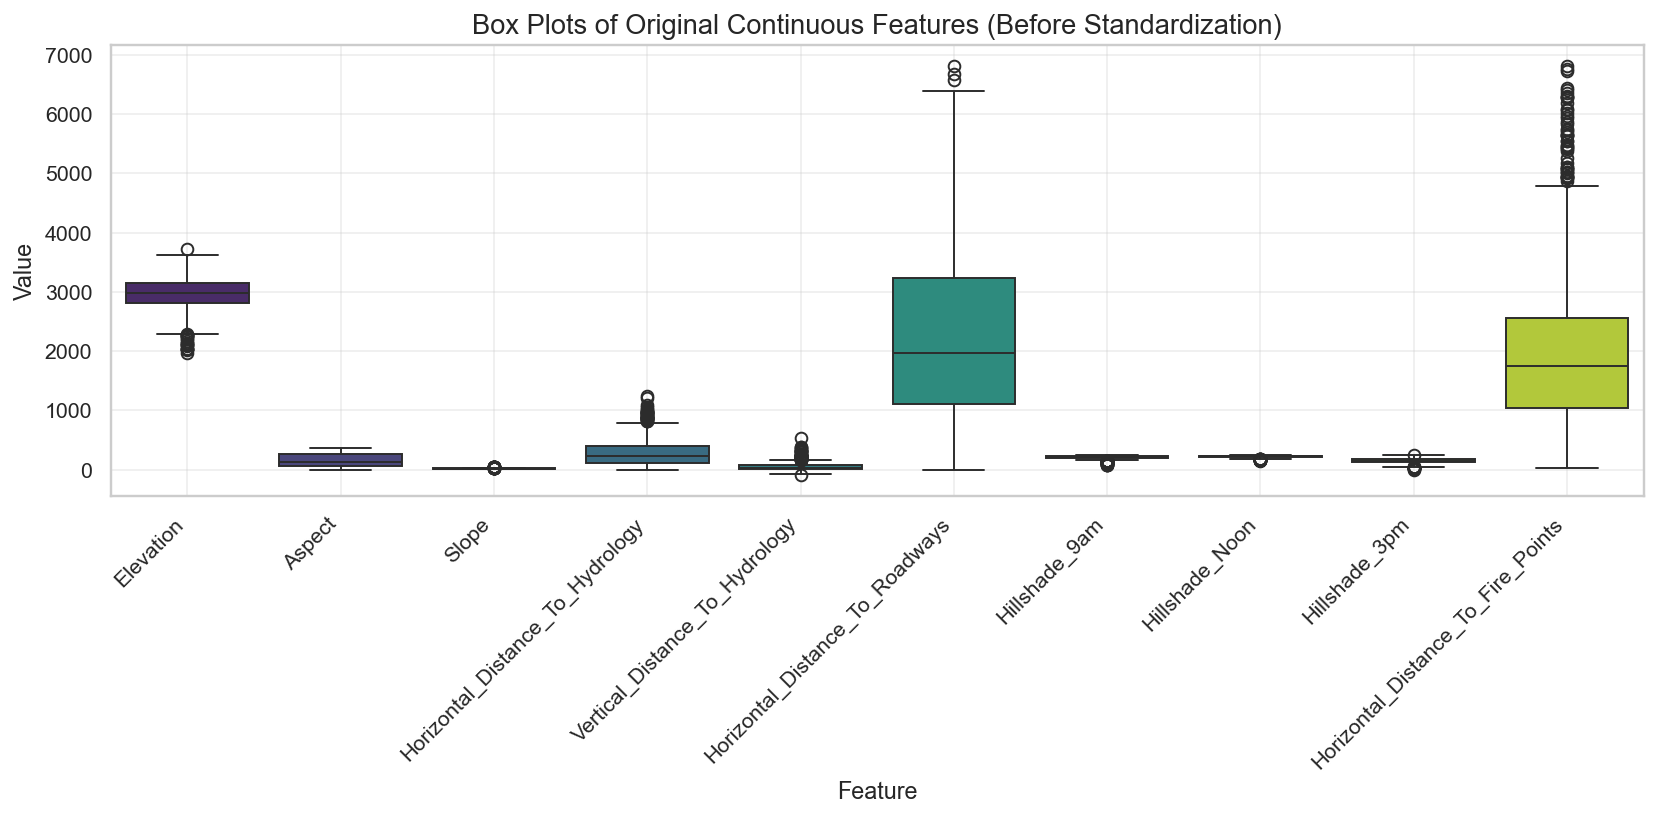 Box Plots of Original Continuous Features (Before Standardization)
7000
6000
5000
4000
3000
2000
1000
0
Value
Elevation
Aspect
Slope
Horizontal_Distance_To_Hydrology
Vertical_Distance_To_Hydrology
Horizontal_Distance_To_Roadways
Hillshade_9am
Hillshade_Noon
Hillshade_3pm
Horizontal_Distance_To_Fire_Points
Feature